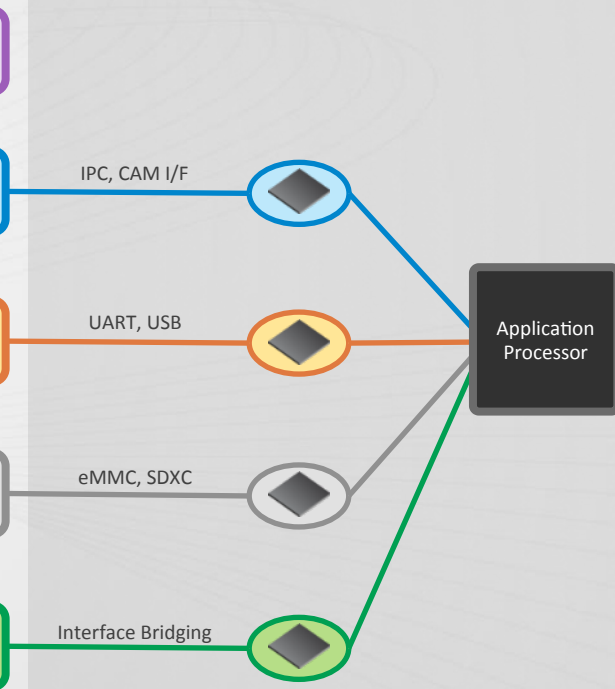 IPC, CAM I/F
UART, USB
Application
Processor
eMMC, SDXC
Interface Bridging